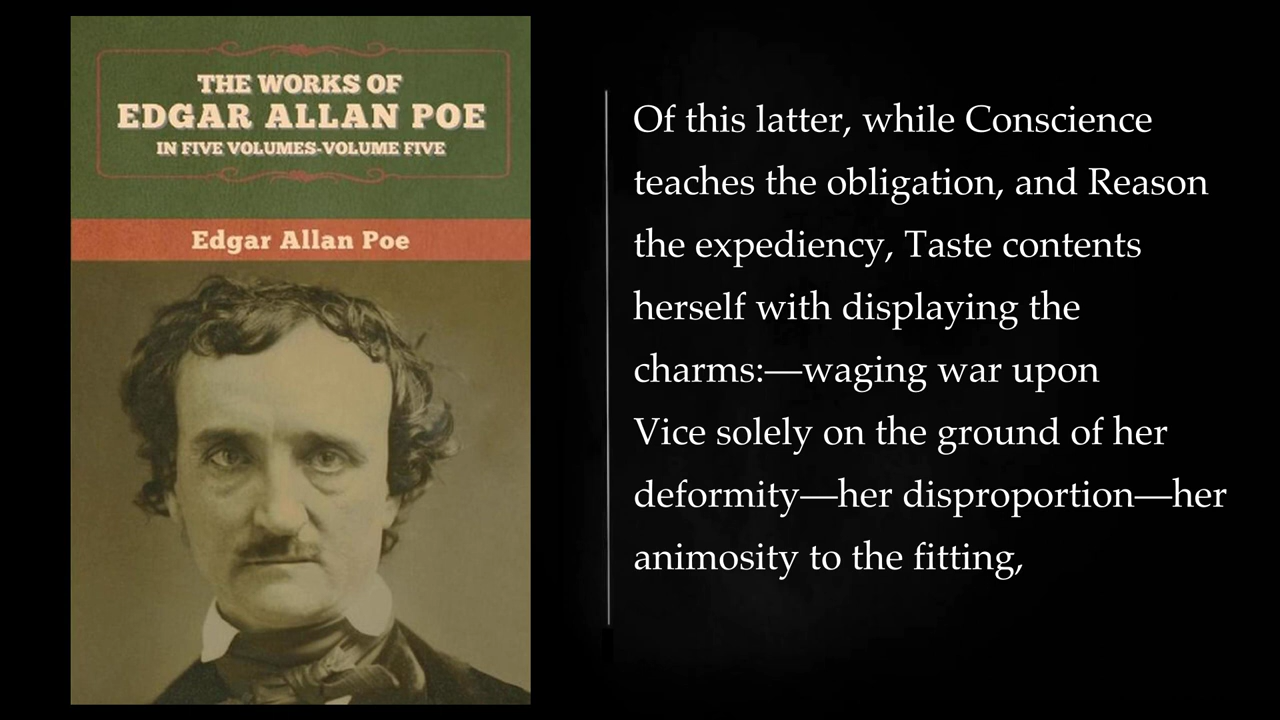 THE WORKS OF
EDGAR ALLAN POE
IN FIVE VOLUMES-VOLUME FIVE
Edgar Allan Poe
Of this latter, while Conscience
teaches the obligation, and Reason
the expediency, Taste contents
herself with displaying the
charms:—waging war upon
Vice solely on the ground of her
deformity—her disproportion—her
animosity to the fitting,